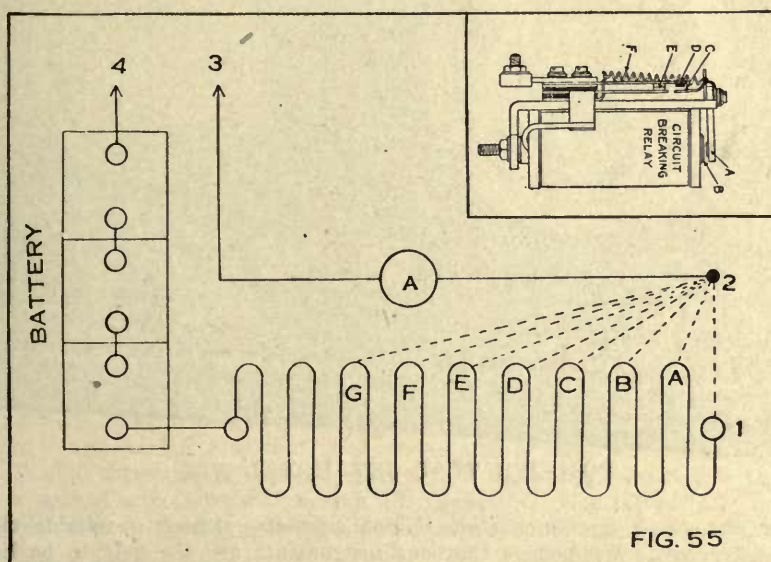 4
3
F
E
D
C
CIRCUIT
BREAKING
RELAY
A
B
BATTERY
A
2
G
F
E
D
C
B
A
1
FIG. 55